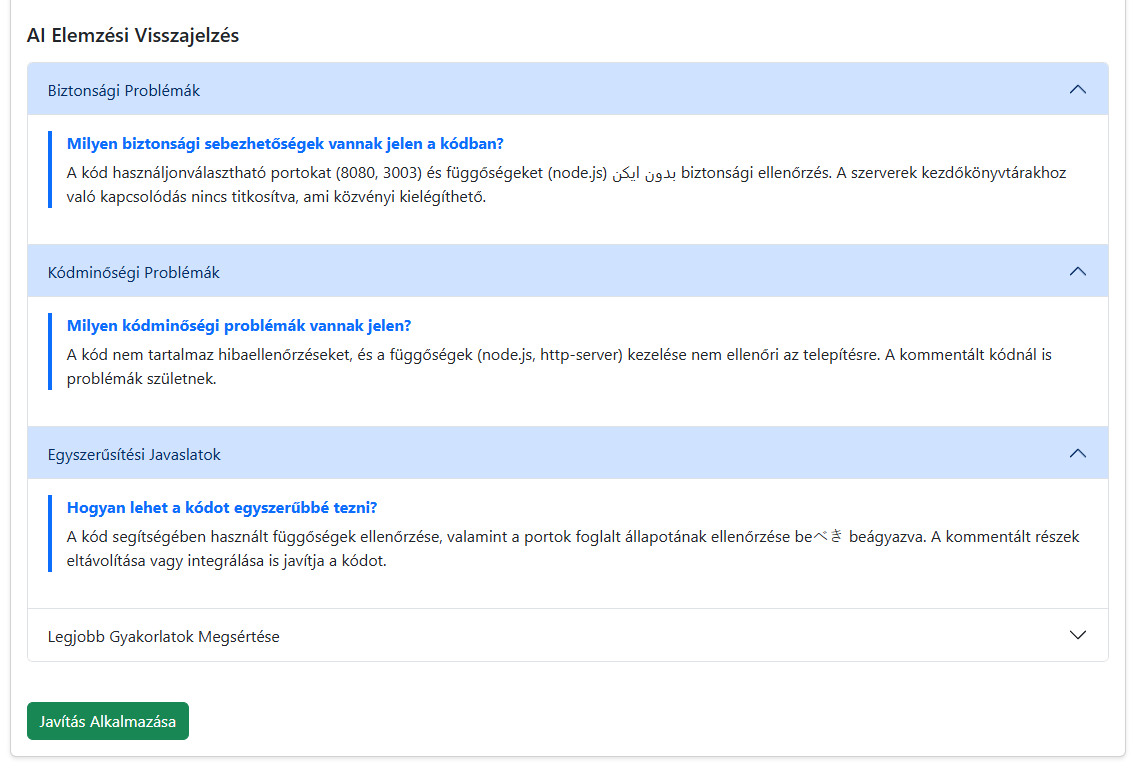 AI Elemzési Visszajelzés
Biztonsági Problémák
Milyen biztonsági sebezhetőségek vannak jelen a kódban?
A kód használjonválasztható portokat (8080, 3003) és függőségeket (node.js) بدون ایکن biztonsági ellenőrzés. A szerverek kezdőkönyvtárakhoz
való kapcsolódás nincs titkosítva, ami közvényi kielégíthető.
Kódminőségi Problémák
Milyen kódminőségi problémák vannak jelen?
A kód nem tartalmaz hibaellenőrzéseket, és a függőségek (node.js, http-server) kezelése nem ellenőri az telepítésre. A kommentált kódnál is
problémák születnek.
Egyszerűsítési Javaslatok
Hogyan lehet a kódot egyszerűbbé tezni?
A kód segítségében használt függőségek ellenőrzése, valamint a portok foglalt állapotának ellenőrzése beべき beágyazva. A kommentált részek
eltávolítása vagy integrálása is javítja a kódot.
Legjobb Gyakorlatok Megsértése
Javítás Alkalmazása